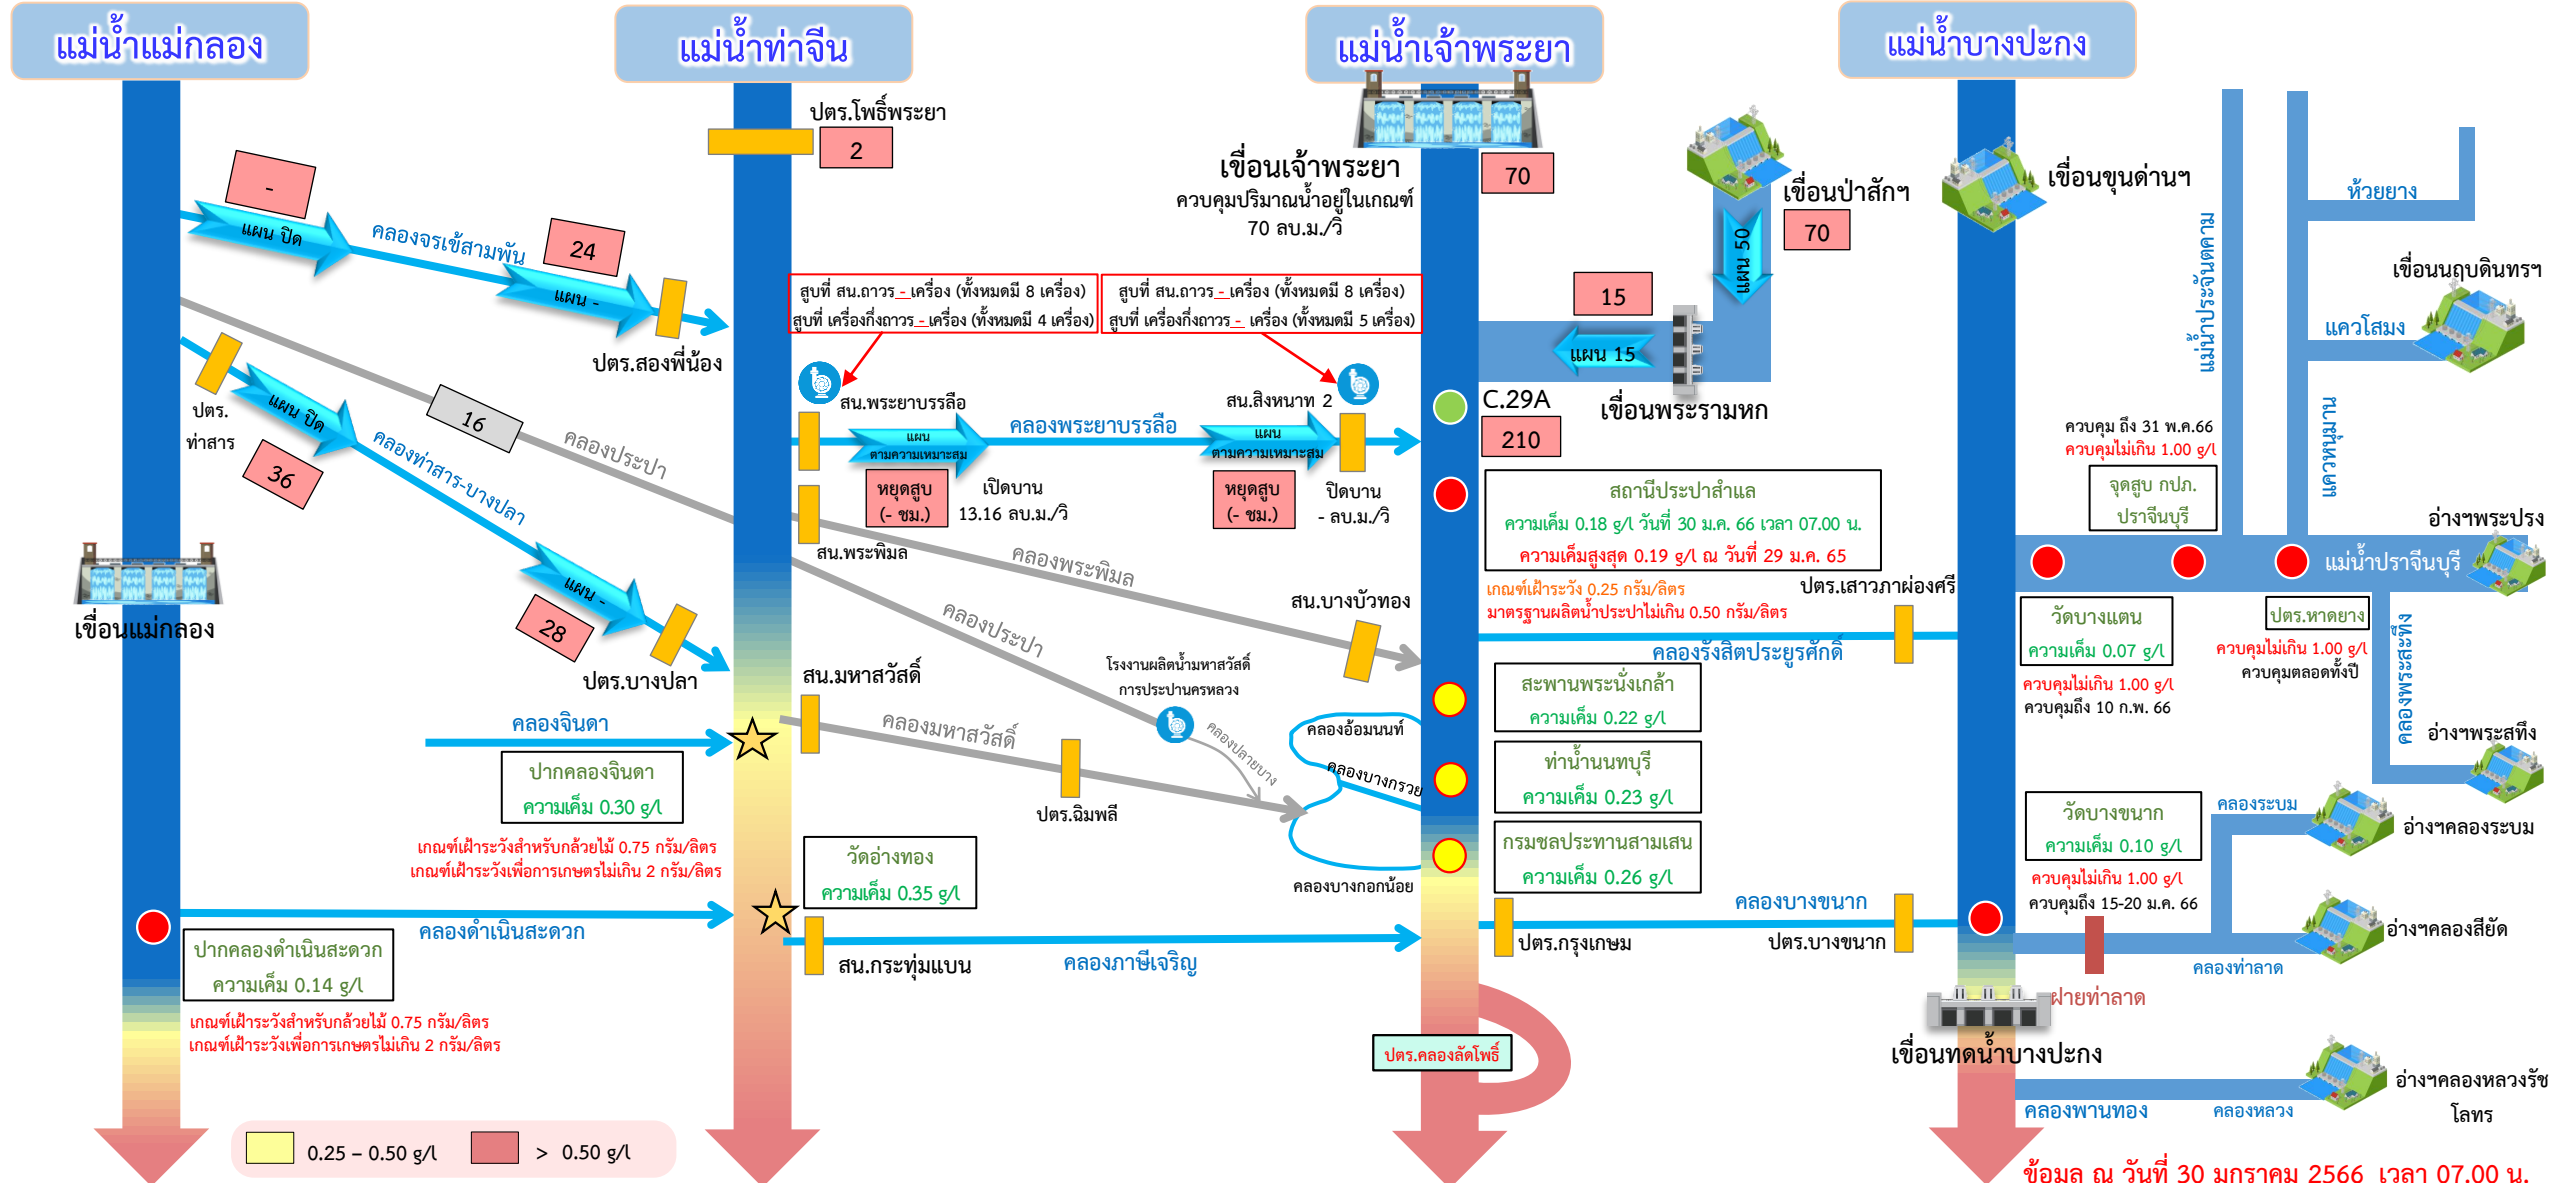 แม่น้ำแม่กลอง
แม่น้ำท่าจีน
แม่น้ำเจ้าพระยา
แม่น้ำบางปะกง
ปตร.โพธิ์พระยา
2
-
แผน ปิด
คลองจรเข้สามพัน
24
แผน -
ปตร.สองพี่น้อง
ปตร.
ท่าสาร
แผน ปิด
36
16
คลองประปา
คลองท่าสาร-บางปลา
แผน -
28
ปตร.บางปลา
เขื่อนแม่กลอง
คลองจินดา
ปากคลองจินดา
ความเค็ม 0.30 g/l
เกณฑ์เฝ้าระวังสำหรับกล้วยไม้ 0.75 กรัม/ลิตร
เกณฑ์เฝ้าระวังเพื่อการเกษตรไม่เกิน 2 กรัม/ลิตร
คลองดำเนินสะดวก
ปากคลองดำเนินสะดวก
ความเค็ม 0.14 g/l
เกณฑ์เฝ้าระวังสำหรับกล้วยไม้ 0.75 กรัม/ลิตร
เกณฑ์เฝ้าระวังเพื่อการเกษตรไม่เกิน 2 กรัม/ลิตร
0.25 – 0.50 g/l
> 0.50 g/l
เขื่อนเจ้าพระยา
ควบคุมปริมาณน้ำอยู่ในเกณฑ์
70 ลบ.ม./วิ
70
สูบที่ สน.ถาวร - เครื่อง (ทั้งหมดมี 8 เครื่อง)
สูบที่ เครื่องกึ่งถาวร - เครื่อง (ทั้งหมดมี 4 เครื่อง)
สูบที่ สน.ถาวร - เครื่อง (ทั้งหมดมี 8 เครื่อง)
สูบที่ เครื่องกึ่งถาวร - เครื่อง (ทั้งหมดมี 5 เครื่อง)
สน.พระยาบรรลือ
แผน
ตามความเหมาะสม
คลองพระยาบรรลือ
สน.สิงหนาท 2
แผน
ตามความเหมาะสม
หยุดสูบ
(- ชม.)
เปิดบาน
13.16 ลบ.ม./วิ
หยุดสูบ
(- ชม.)
ปิดบาน
- ลบ.ม./วิ
สน.พระพิมล
คลองพระพิมล
สน.บางบัวทอง
คลองประปา
โรงงานผลิตน้ำมหาสวัสดิ์
การประปานครหลวง
สน.มหาสวัสดิ์
คลองมหาสวัสดิ์
คลองปลายบาง
ปตร.ฉิมพลี
คลองอ้อมนนท์
คลองบางกรวย
คลองบางกอกน้อย
วัดอ่างทอง
ความเค็ม 0.35 g/l
สน.กระทุ่มแบน
คลองภาษีเจริญ
เขื่อนป่าสักฯ
70
แผน 50
15
แผน 15
เขื่อนพระรามหก
C.29A
210
สถานีประปาสำแล
ความเค็ม 0.18 g/l วันที่ 30 ม.ค. 66 เวลา 07.00 น.
ความเค็มสูงสุด 0.19 g/l ณ วันที่ 29 ม.ค. 65
เกณฑ์เฝ้าระวัง 0.25 กรัม/ลิตร
มาตรฐานผลิตน้ำประปาไม่เกิน 0.50 กรัม/ลิตร
ปตร.เสาวภาผ่องศรี
คลองรังสิตประยูรศักดิ์
สะพานพระนั่งเกล้า
ความเค็ม 0.22 g/l
ท่าน้ำนนทบุรี
ความเค็ม 0.23 g/l
กรมชลประทานสามเสน
ความเค็ม 0.26 g/l
คลองบางขนาก
ปตร.กรุงเกษม
ปตร.บางขนาก
ปตร.คลองลัดโพธิ์
เขื่อนขุนด่านฯ
แม่น้ำประจันตคาม
ห้วยยาง
เขื่อนนฤบดินทรฯ
แควโสมง
แควหนุมาน
ควบคุม ถึง 31 พ.ค.66
ควบคุมไม่เกิน 1.00 g/l
จุดสูบ กปภ.
ปราจีนบุรี
อ่างฯพระปรง
แม่น้ำปราจีนบุรี
วัดบางแตน
ความเค็ม 0.07 g/l
ควบคุมไม่เกิน 1.00 g/l
ควบคุมถึง 10 ก.พ. 66
ปตร.หาดยาง
ควบคุมไม่เกิน 1.00 g/l
ควบคุมตลอดทั้งปี
คลองพระสะทึง
อ่างฯพระสทึง
วัดบางขนาก
ความเค็ม 0.10 g/l
ควบคุมไม่เกิน 1.00 g/l
ควบคุมถึง 15-20 ม.ค. 66
คลองระบม
อ่างฯคลองระบม
อ่างฯคลองสียัด
คลองท่าลาด
ฝายท่าลาด
เขื่อนทดน้ำบางปะกง
คลองพานทอง
คลองหลวง
อ่างฯคลองหลวงรัช
โลทร
ข้อมูล ณ วันที่ 30 มกราคม 2566 เวลา 07.00 น.